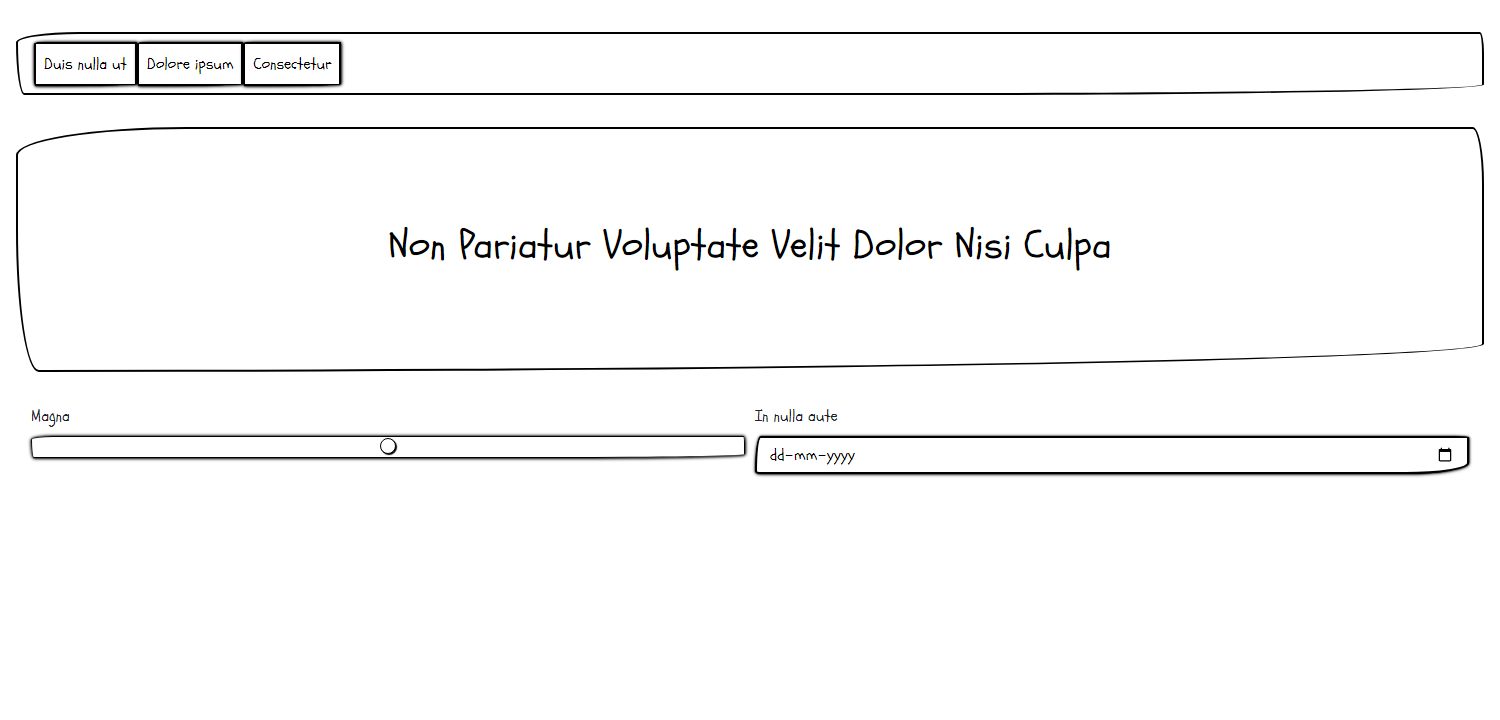 Duis nulla ut Dolore ipsum Consectetur
Non Pariatur Voluptate Velit Dolor Nisi Culpa
Magna
In nulla aute
dd-mm-yyyy